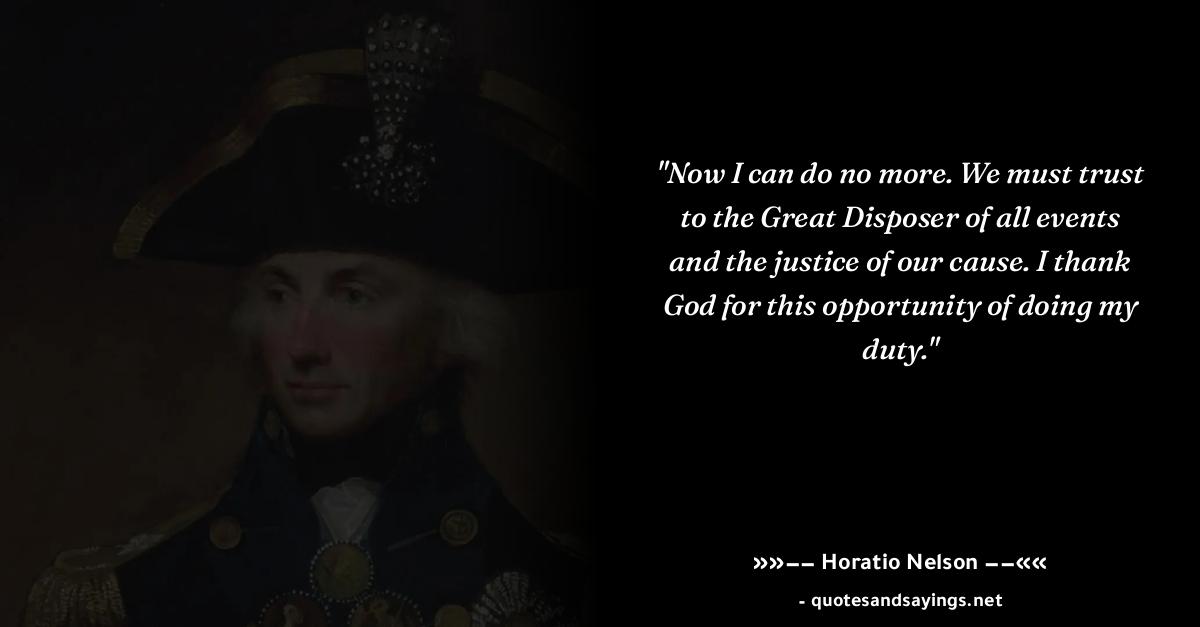 "Now I can do no more. We must trust
to the Great Disposer of all events
and the justice of our cause. I thank
God for this opportunity of doing my
duty."
»»−− Horatio Nelson −−««
- quotesandsayings.net